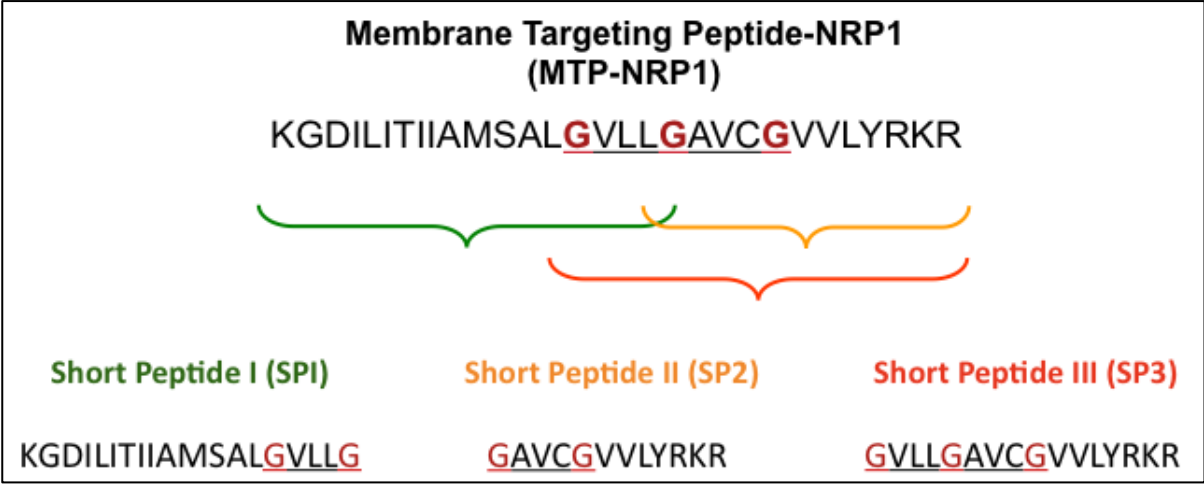 Membrane Targeting Peptide-NRP1
(MTP-NRP1)
KGDILITIIAMSALGVLLGAVCGVVLYRKR
Short Peptide I (SPI)
Short Peptide II (SP2)
Short Peptide III (SP3)
KGDILITIIAMSALGVLLG
GAVCGVVLYRKR
GVLLGAVCGVVLYRKR